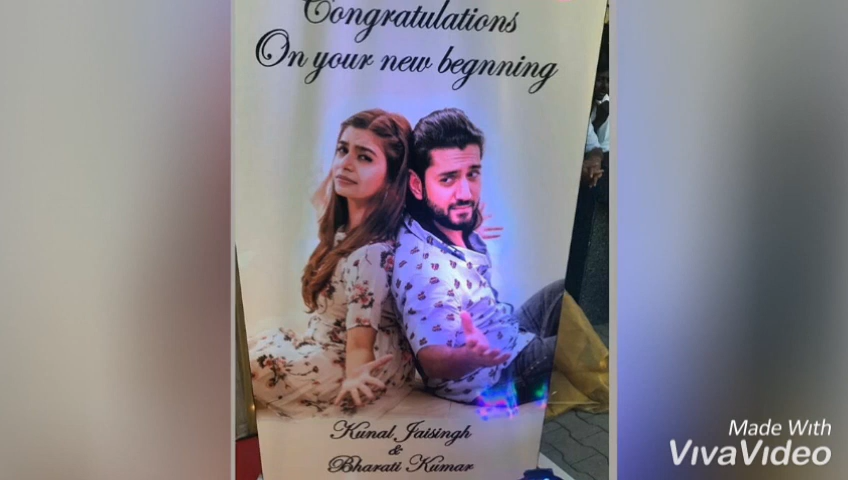 Congratulations
On your new begnning
Kunal Jaisingh
&
Bharati Kumar
Made With
VivaVideo